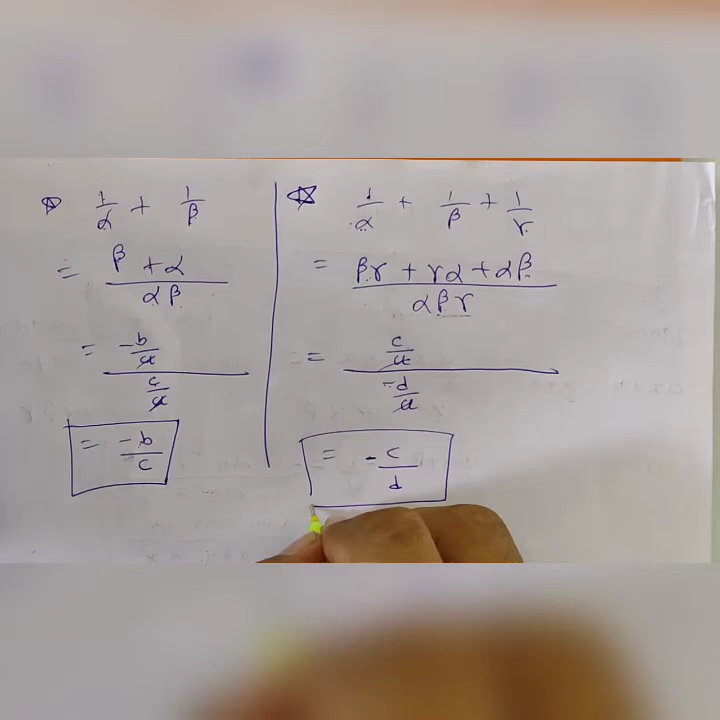 ☆ 1/α + 1/β
= β + α / αβ
= -b/a / c/a
= -b/c
☆ 1/α + 1/β + 1/γ
= βγ + γα + αβ / αβγ
= c/a / -d/a
= -c/d